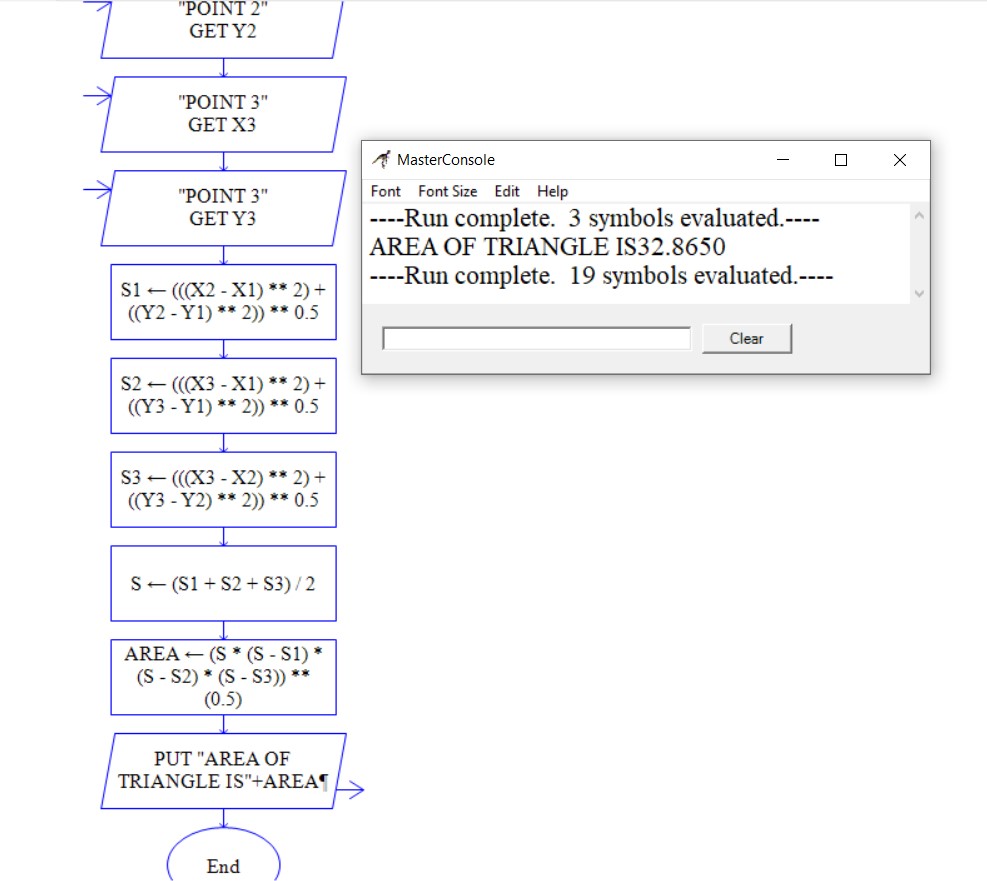 "POINT 2"
GET Y2
"POINT 3"
GET X3
"POINT 3"
GET Y3
S1 ← (((X2 - X1) ** 2) +
((Y2 - Y1) ** 2)) ** 0.5
S2 ← (((X3 - X1) ** 2) +
((Y3 - Y1) ** 2)) ** 0.5
S3 ← (((X3 - X2) ** 2) +
((Y3 - Y2) ** 2)) ** 0.5
S ← (S1 + S2 + S3) / 2
AREA ← (S * (S - S1) *
(S - S2) * (S - S3)) **
(0.5)
PUT "AREA OF
TRIANGLE IS"+AREA¶
End
MasterConsole
Font Font Size Edit Help
----Run complete.  3 symbols evaluated.----
AREA OF TRIANGLE IS32.8650
----Run complete.  19 symbols evaluated.----
Clear